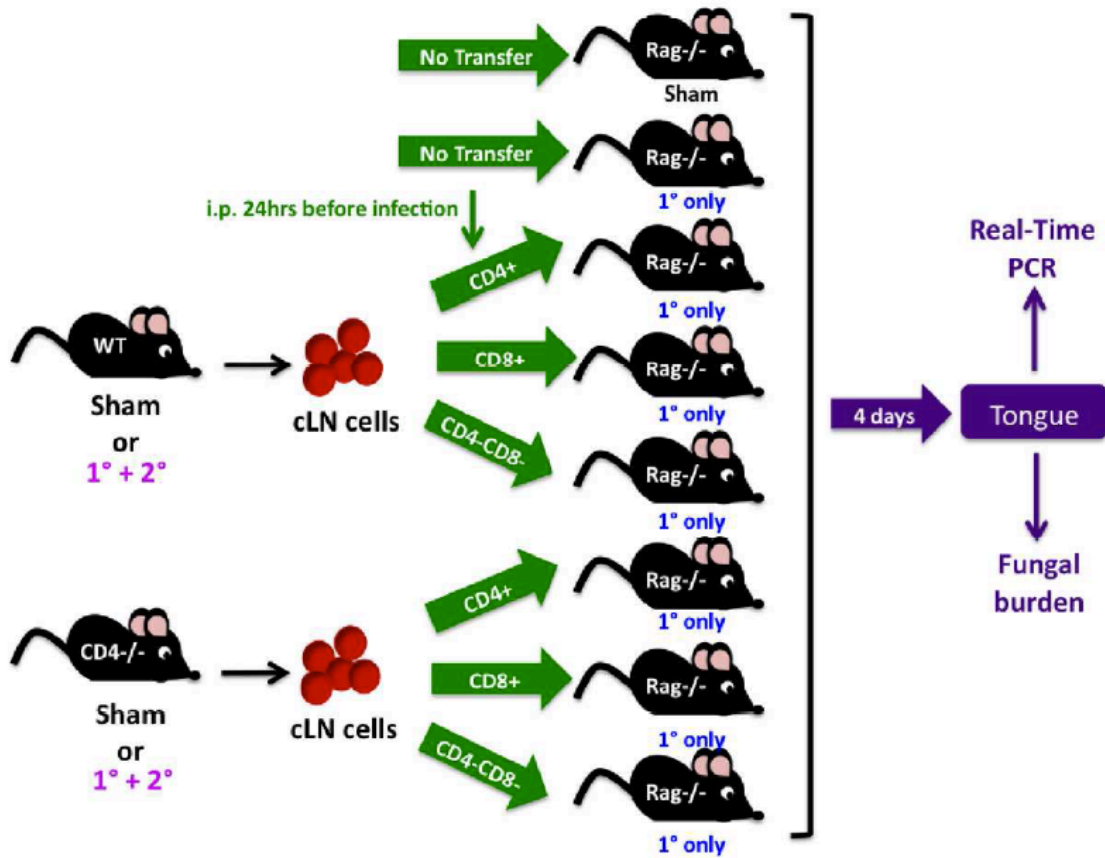 No Transfer
Rag-/-
Sham
No Transfer
Rag-/-
1° only
i.p. 24hrs before infection
CD4+
Rag-/-
1° only
WT
Sham
or
1° + 2°
cLN cells
CD8+
Rag-/-
1° only
CD4-CD8-
Rag-/-
1° only
CD4-/-
Sham
or
1° + 2°
cLN cells
CD4+
Rag-/-
1° only
CD8+
Rag-/-
1° only
CD4-CD8-
Rag-/-
1° only
4 days
Real-Time
PCR
Tongue
Fungal
burden